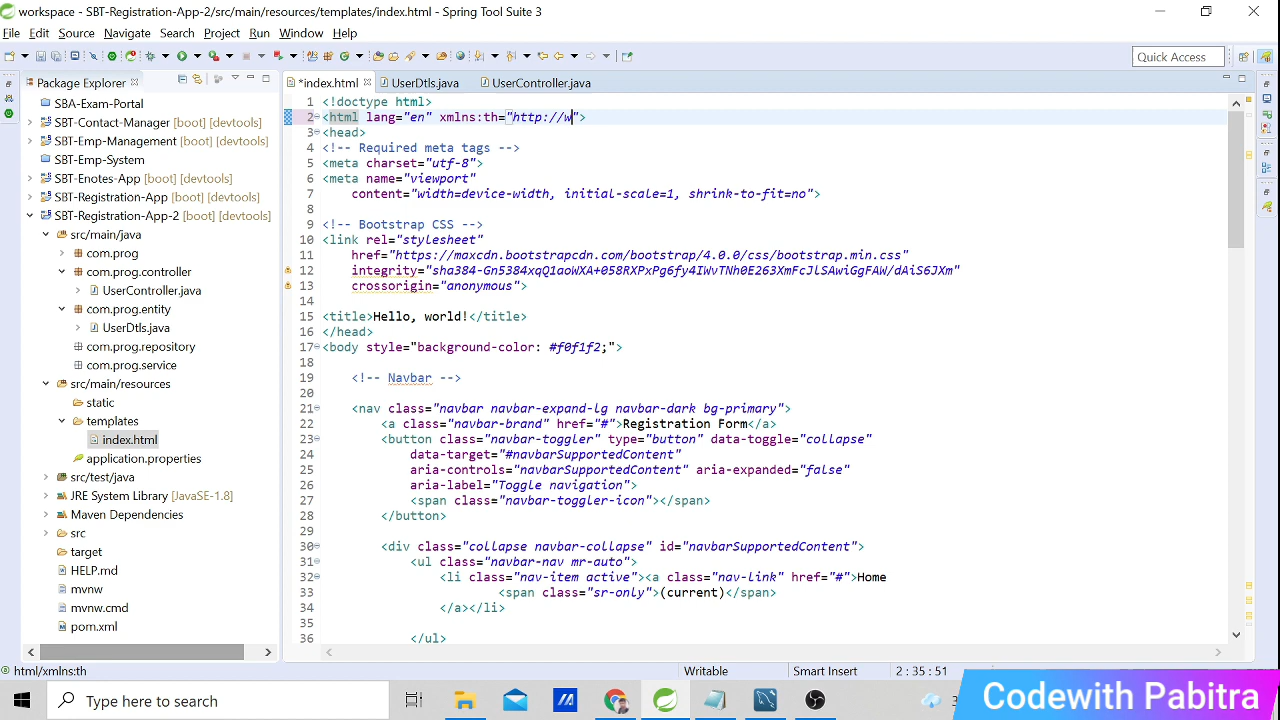 workspace - SBT-Registration-App-2/src/main/resources/templates/index.html - Spring Tool Suite 3
File Edit Source Navigate Search Project Run Window Help
Quick Access
Package Explorer
SBA-Exam-Portal
SBT-Contact-Manager [boot] [devtools]
SBT-Emp-Management [boot] [devtools]
SBT-Emp-System
SBT-Enotes-App [boot] [devtools]
SBT-Registration-App [boot] [devtools]
SBT-Registration-App-2 [boot] [devtools]
src/main/java
com.prog
com.prog.controller
UserController.java
com.prog.entity
UserDtls.java
com.prog.repository
com.prog.service
src/main/resources
static
templates
index.html
application.properties
src/test/java
JRE System Library [JavaSE-1.8]
Maven Dependencies
src
target
HELP.md
mvnw
mvnw.cmd
pom.xml
*index.html UserDtls.java UserController.java
1 <!doctype html>
2 <html lang="en" xmlns:th="http://w">
3 <head>
4 <!-- Required meta tags -->
5 <meta charset="utf-8">
6 <meta name="viewport"
7 content="width=device-width, initial-scale=1, shrink-to-fit=no">
8
9 <!-- Bootstrap CSS -->
10 <link rel="stylesheet"
11 href="https://maxcdn.bootstrapcdn.com/bootstrap/4.0.0/css/bootstrap.min.css"
12 integrity="sha384-Gn5384xqQ1aoWXA+058RXPxPg6fy4IWvTNh0E263XmFcJlSAwiGgFAW/dAiS6JXm"
13 crossorigin="anonymous">
14
15 <title>Hello, world!</title>
16 </head>
17 <body style="background-color: #f0f1f2;">
18
19 <!-- Navbar -->
20
21 <nav class="navbar navbar-expand-lg navbar-dark bg-primary">
22 <a class="navbar-brand" href="#">Registration Form</a>
23 <button class="navbar-toggler" type="button" data-toggle="collapse"
24 data-target="#navbarSupportedContent"
25 aria-controls="navbarSupportedContent" aria-expanded="false"
26 aria-label="Toggle navigation">
27 <span class="navbar-toggler-icon"></span>
28 </button>
29
30 <div class="collapse navbar-collapse" id="navbarSupportedContent">
31 <ul class="navbar-nav mr-auto">
32 <li class="nav-item active"><a class="nav-link" href="#">Home
33 <span class="sr-only">(current)</span>
34 </a></li>
35
36 </ul>
html/xmlns:th
Writable
Smart Insert
2 : 35 : 51
Type here to search
Codewith Pabitra